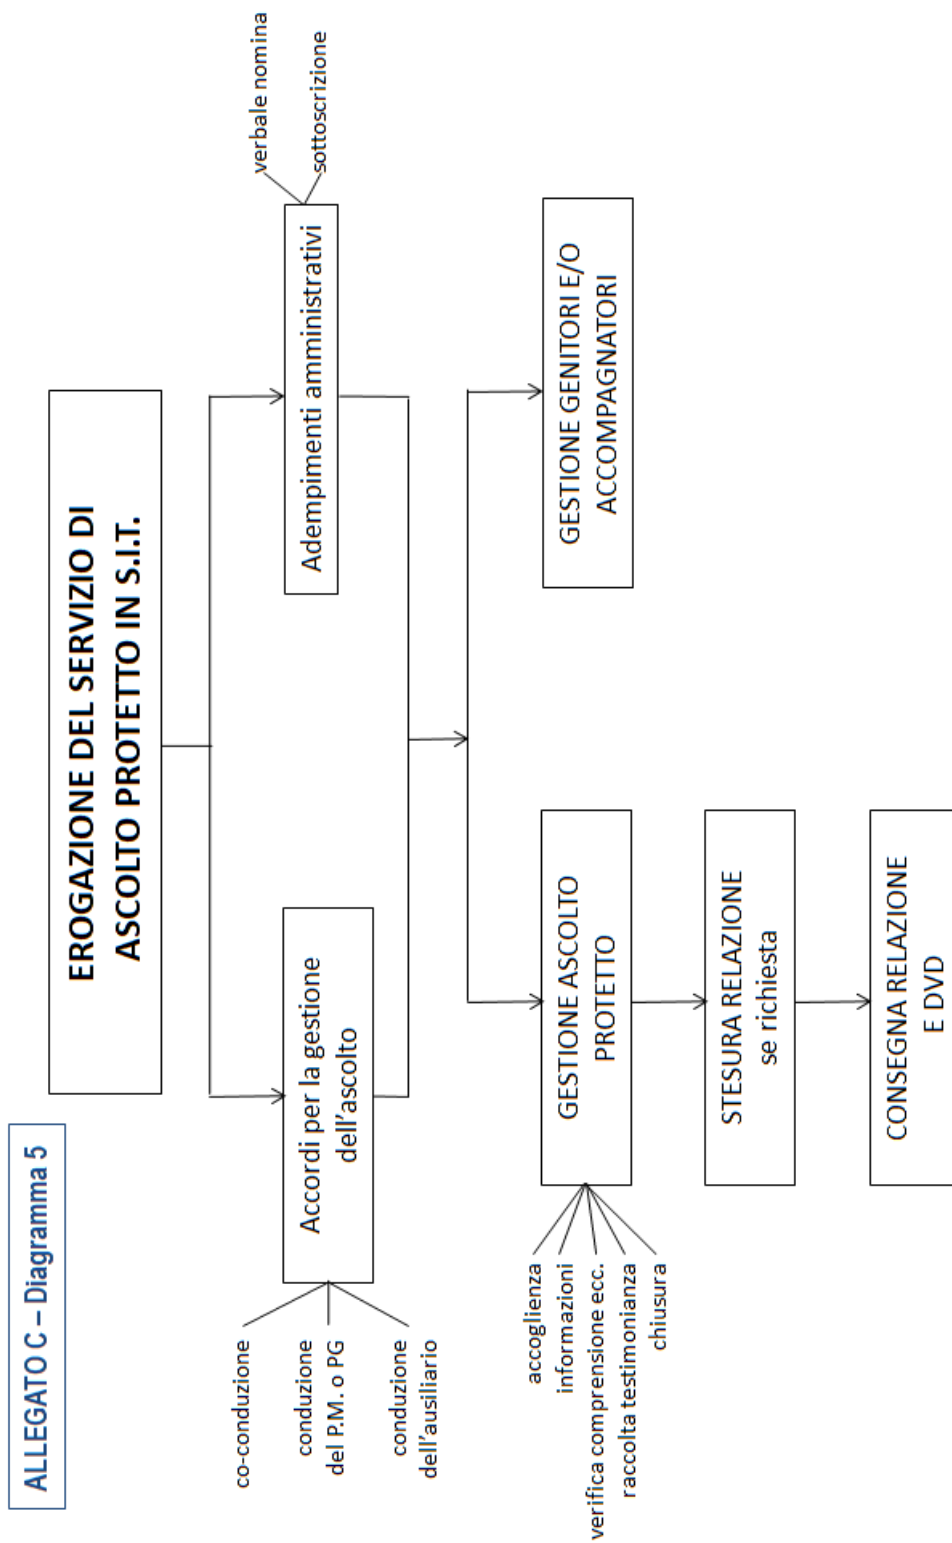 ALLEGATO C – Diagramma 5
EROGAZIONE DEL SERVIZIO DI
ASCOLTO PROTETTO IN S.I.T.
co-conduzione
conduzione
del P.M. o PG
conduzione
dell'ausiliario
Accordi per la gestione
dell'ascolto
Adempimenti amministrativi
verbale nomina
sottoscrizione
accoglienza
informazioni
verifica comprensione ecc.
raccolta testimonianza
chiusura
GESTIONE ASCOLTO
PROTETTO
GESTIONE GENITORI E/O
ACCOMPAGNATORI
STESURA RELAZIONE
se richiesta
CONSEGNA RELAZIONE
E DVD